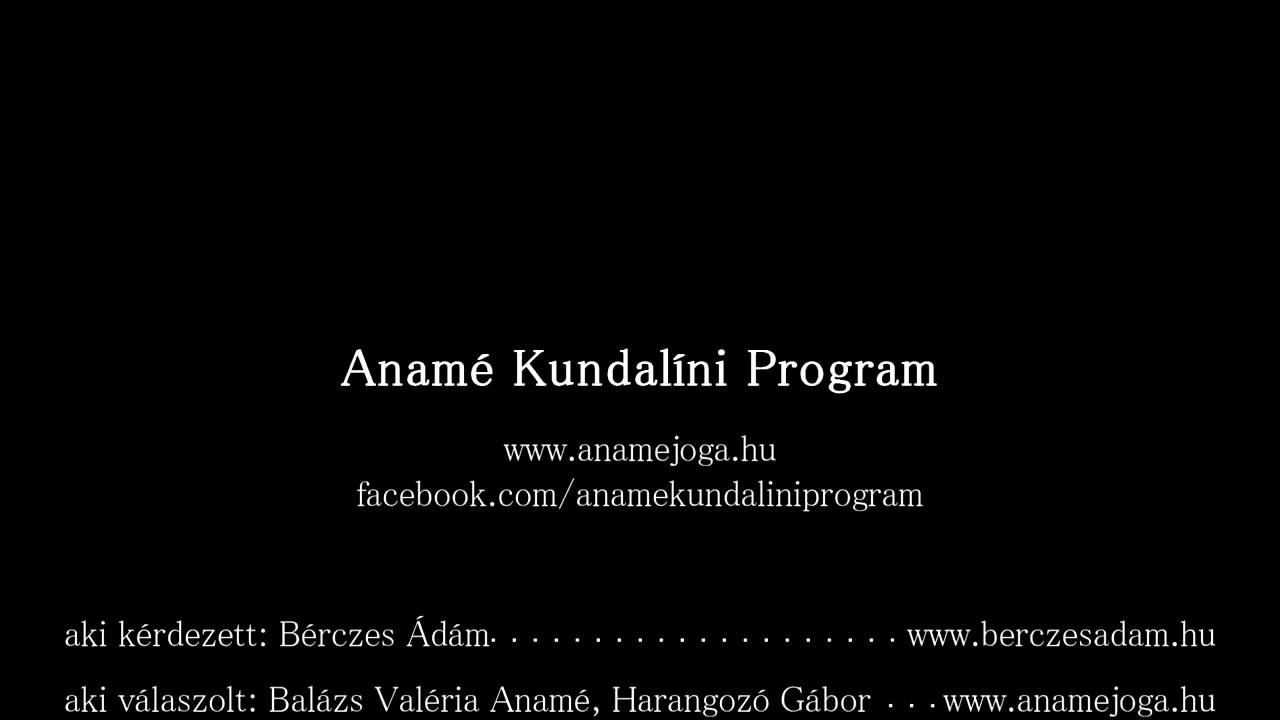 Anamé Kundalíni Program
www.anamejoga.hu
facebook.com/anamekundaliniprogram
aki kérdezett: Bérczes Ádám. . . . . . . . . . . . . . . . . . . . www.berczesadam.hu
aki válaszolt: Balázs Valéria Anamé, Harangozó Gábor . . . www.anamejoga.hu